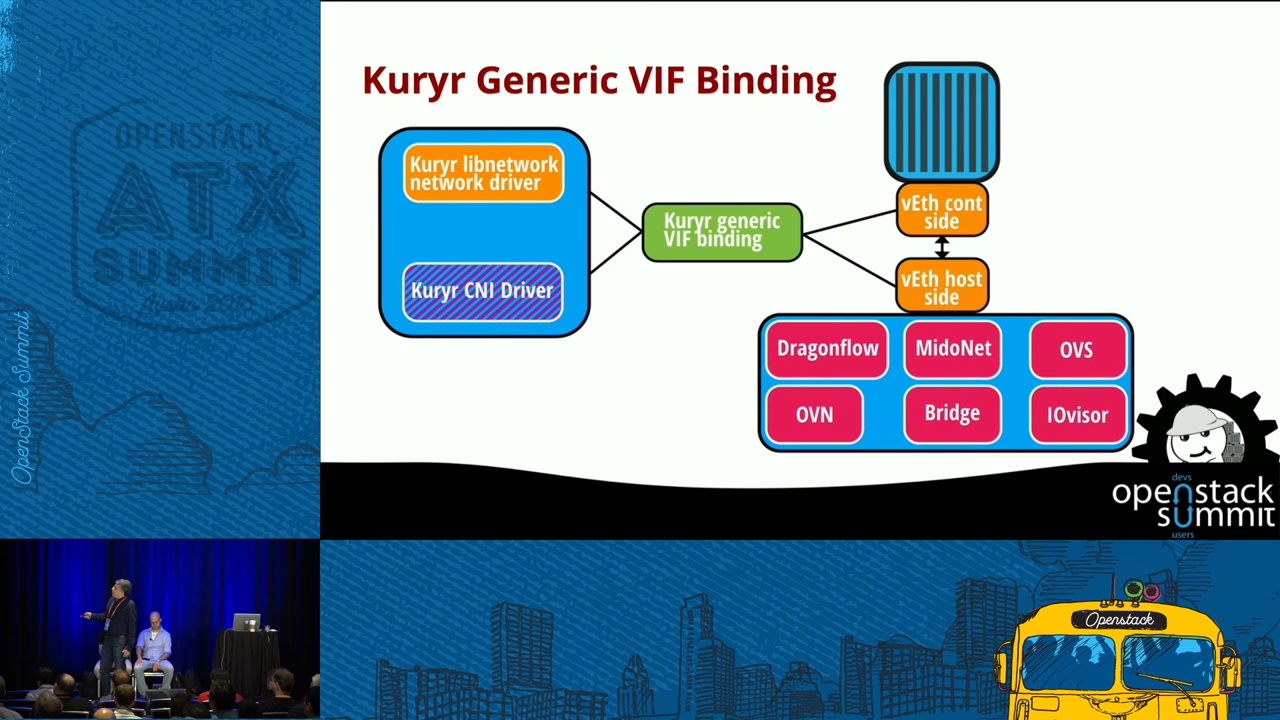 OPENSTACK
ATX
SUMMIT
Austin
OpenStack Summit
Kuryr Generic VIF Binding
Kuryr libnetwork
network driver
Kuryr CNI Driver
Kuryr generic
VIF binding
vEth cont
side
vEth host
side
Dragonflow
MidoNet
OVS
OVN
Bridge
IOvisor
devs
openstack
summit
users
Openstack